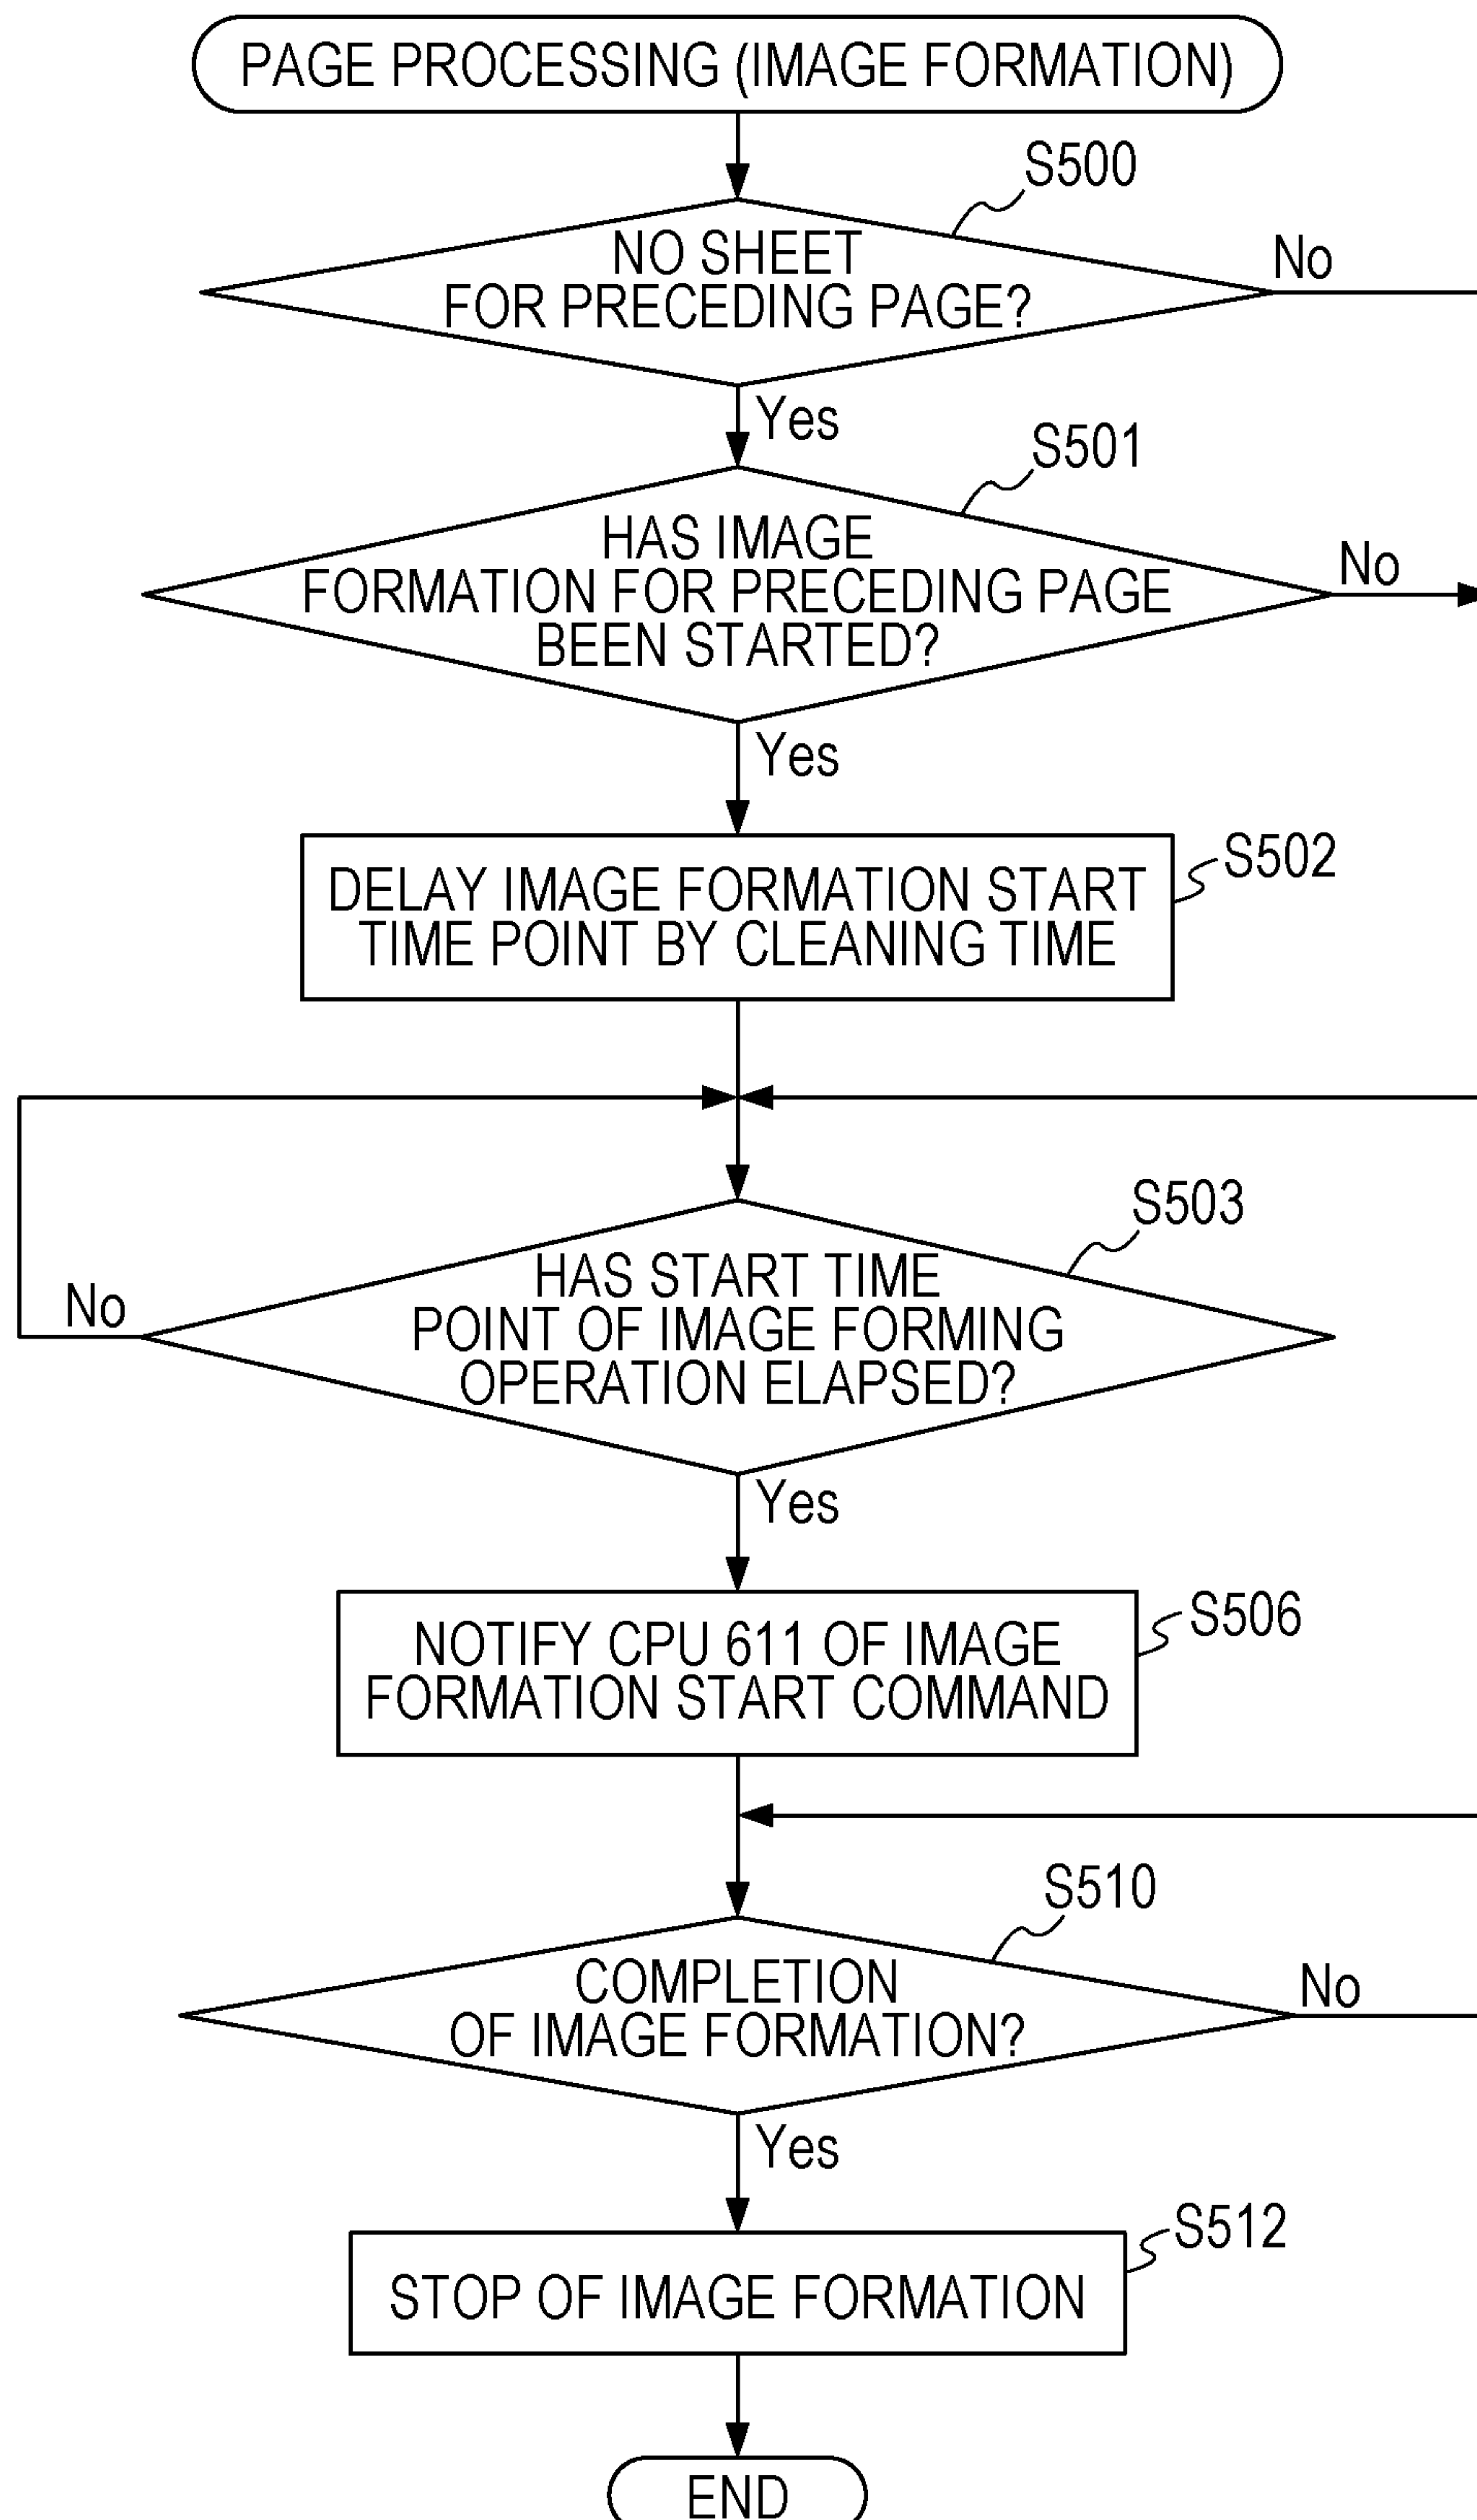 PAGE PROCESSING (IMAGE FORMATION)
S500
NO SHEET
FOR PRECEDING PAGE?
No
Yes
S501
HAS IMAGE
FORMATION FOR PRECEDING PAGE
BEEN STARTED?
No
Yes
S502
DELAY IMAGE FORMATION START
TIME POINT BY CLEANING TIME
S503
HAS START TIME
POINT OF IMAGE FORMING
OPERATION ELAPSED?
No
Yes
S506
NOTIFY CPU 611 OF IMAGE
FORMATION START COMMAND
S510
COMPLETION
OF IMAGE FORMATION?
No
Yes
S512
STOP OF IMAGE FORMATION
END